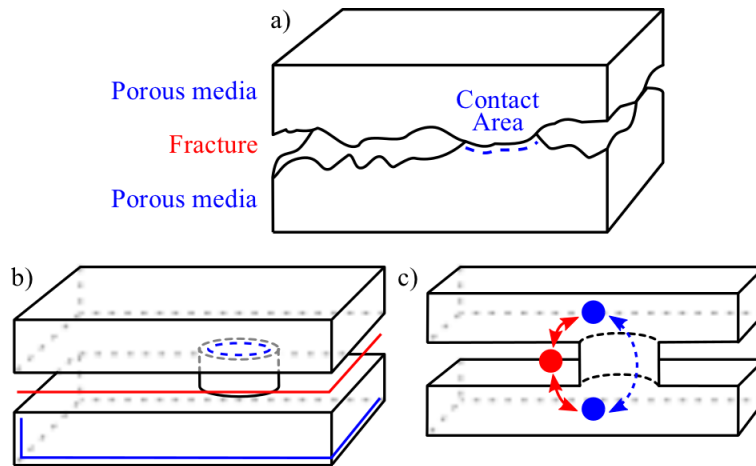 a)
Porous media
Contact
Area
Fracture
Porous media
b)
c)